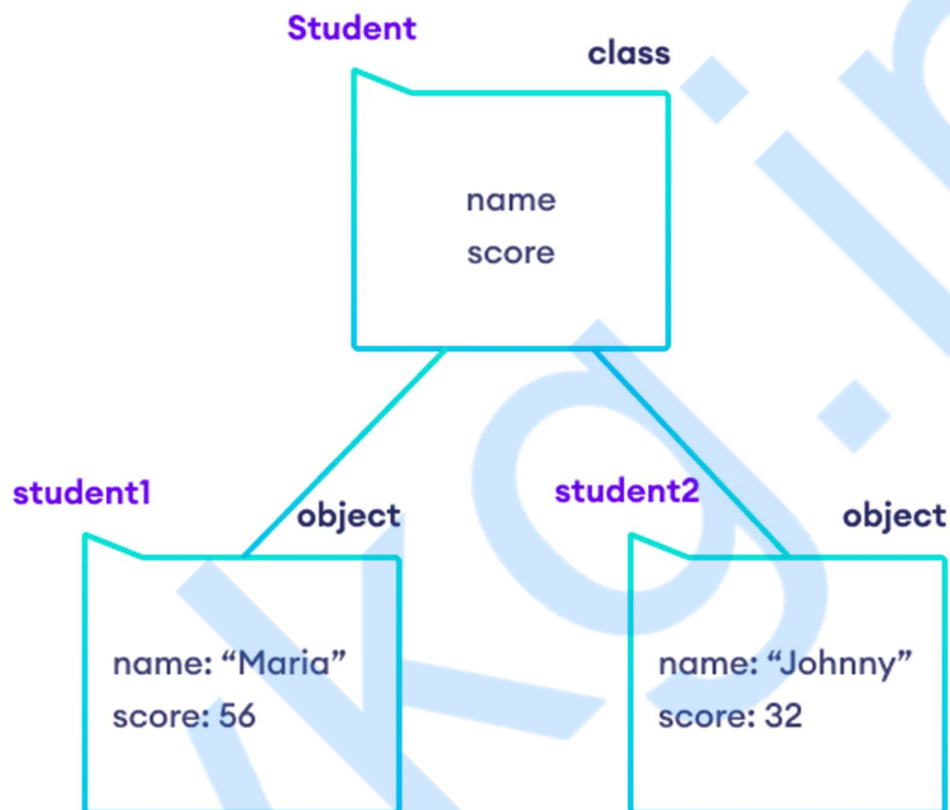 Student
class
name
score
student1
object
student2
object
name: “Maria”
score: 56
name: “Johnny”
score: 32